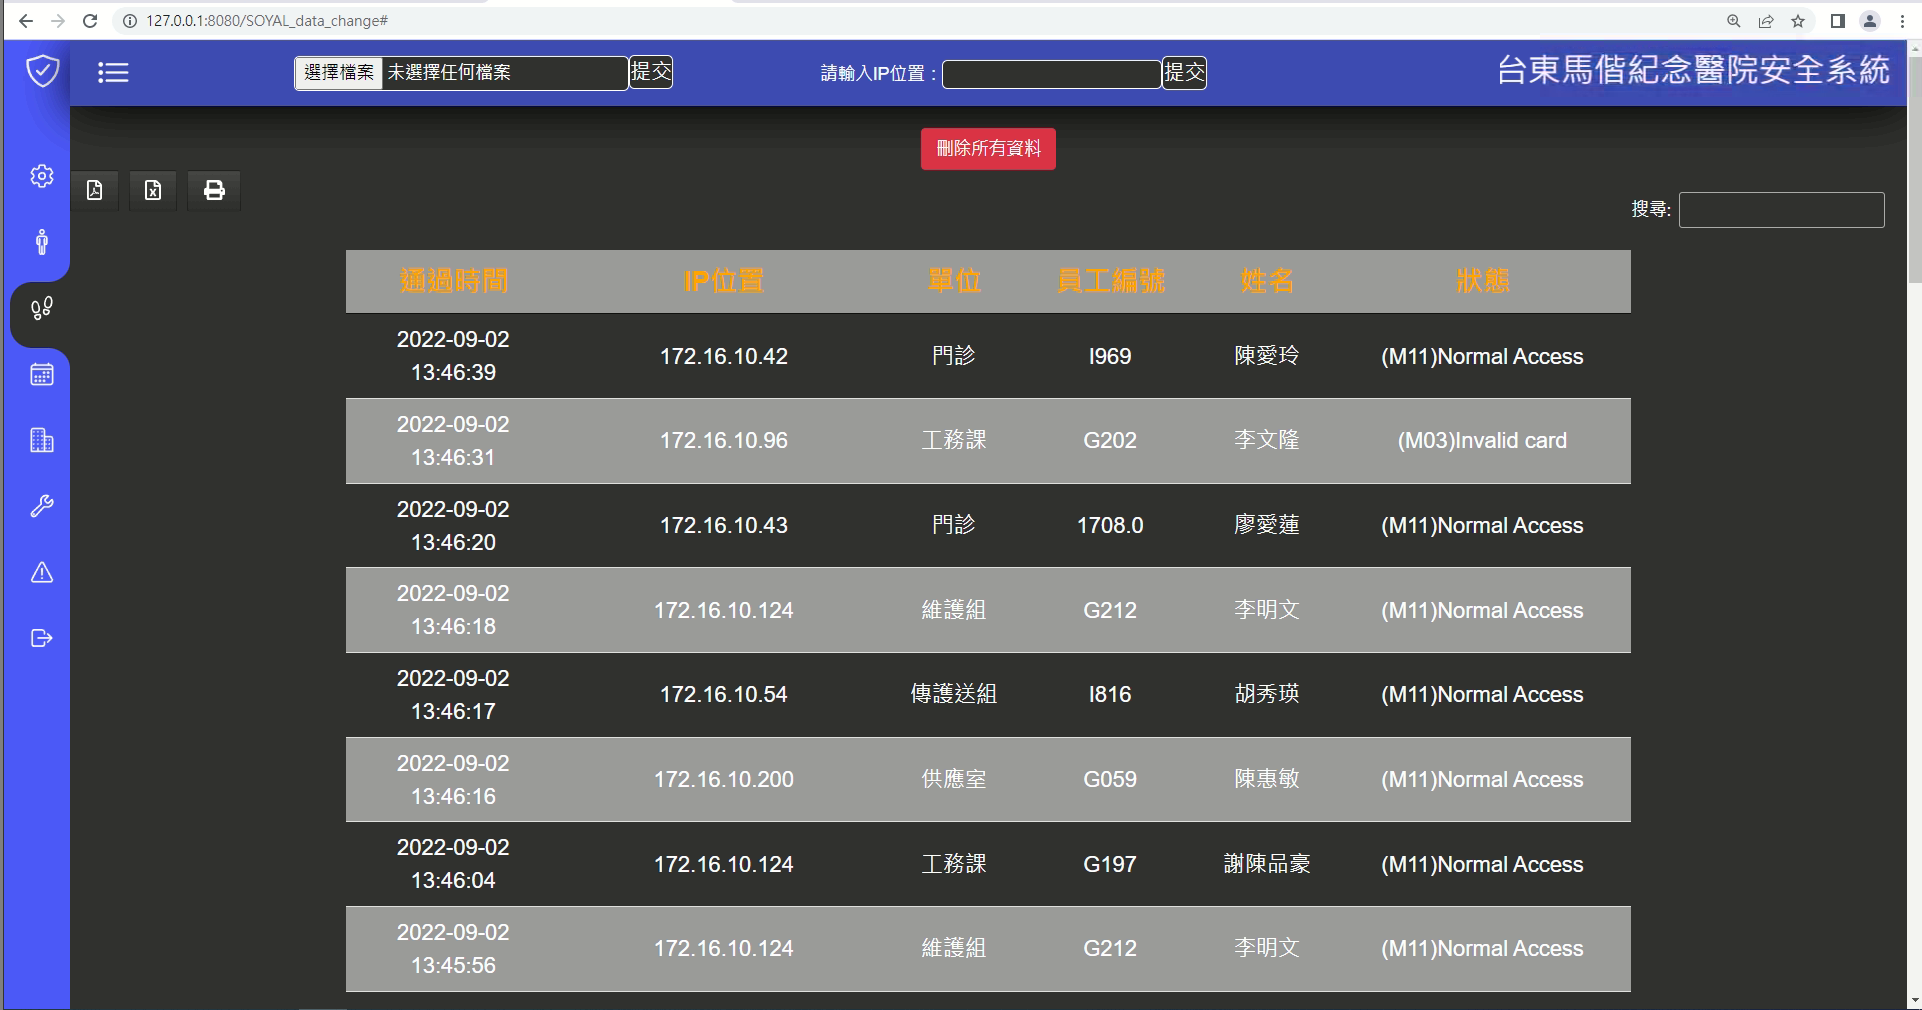 127.0.0.1:8080/SOYAL_data_change#
選擇檔案 未選擇任何檔案 提交 請輸入IP位置： 提交 台東馬偕紀念醫院安全系統
刪除所有資料
搜尋:
通過時間 IP位置 單位 員工編號 姓名 狀態
2022-09-02 13:46:39 172.16.10.42 門診 I969 陳愛玲 (M11)Normal Access
2022-09-02 13:46:31 172.16.10.96 工務課 G202 李文隆 (M03)Invalid card
2022-09-02 13:46:20 172.16.10.43 門診 1708.0 廖愛蓮 (M11)Normal Access
2022-09-02 13:46:18 172.16.10.124 維護組 G212 李明文 (M11)Normal Access
2022-09-02 13:46:17 172.16.10.54 傳護送組 I816 胡秀瑛 (M11)Normal Access
2022-09-02 13:46:16 172.16.10.200 供應室 G059 陳惠敏 (M11)Normal Access
2022-09-02 13:46:04 172.16.10.124 工務課 G197 謝陳品豪 (M11)Normal Access
2022-09-02 13:45:56 172.16.10.124 維護組 G212 李明文 (M11)Normal Access